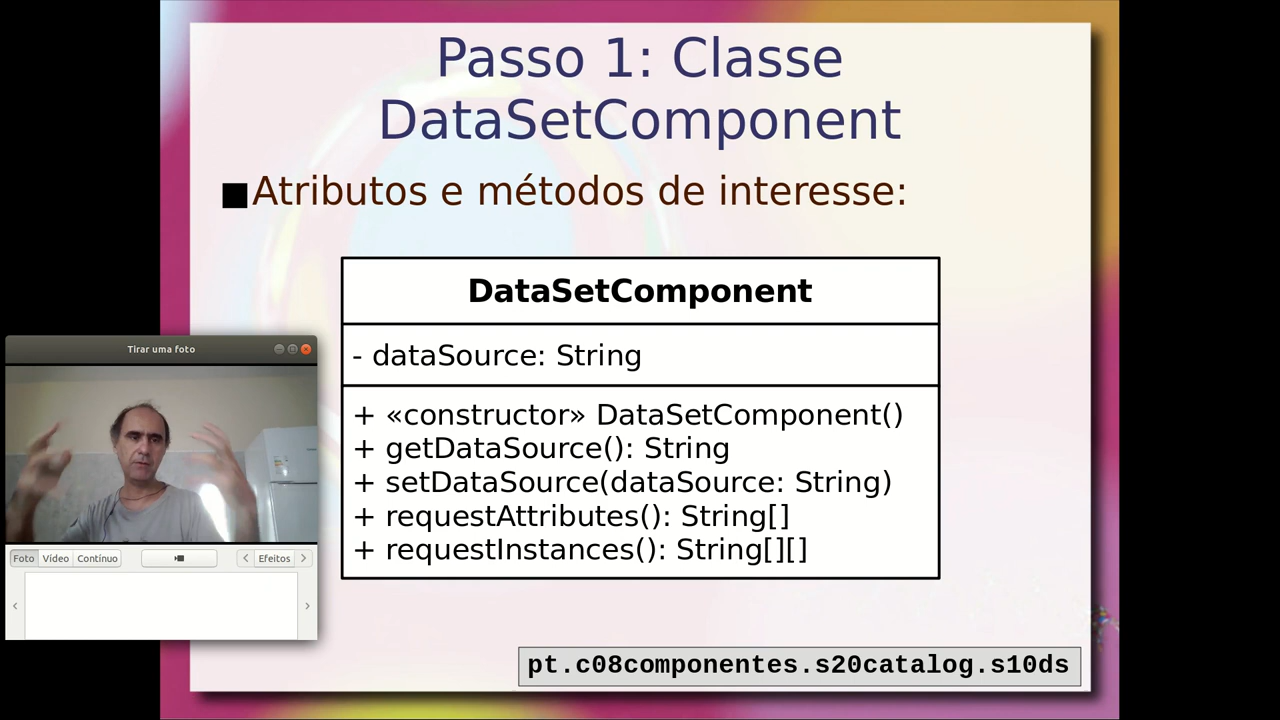 Passo 1: Classe
DataSetComponent
Atributos e métodos de interesse:
DataSetComponent
- dataSource: String
+ «constructor» DataSetComponent()
+ getDataSource(): String
+ setDataSource(dataSource: String)
+ requestAttributes(): String[]
+ requestInstances(): String[][]
Tirar uma foto
Foto Vídeo Contínuo Efeitos
pt.c08componentes.s20catalog.s10ds